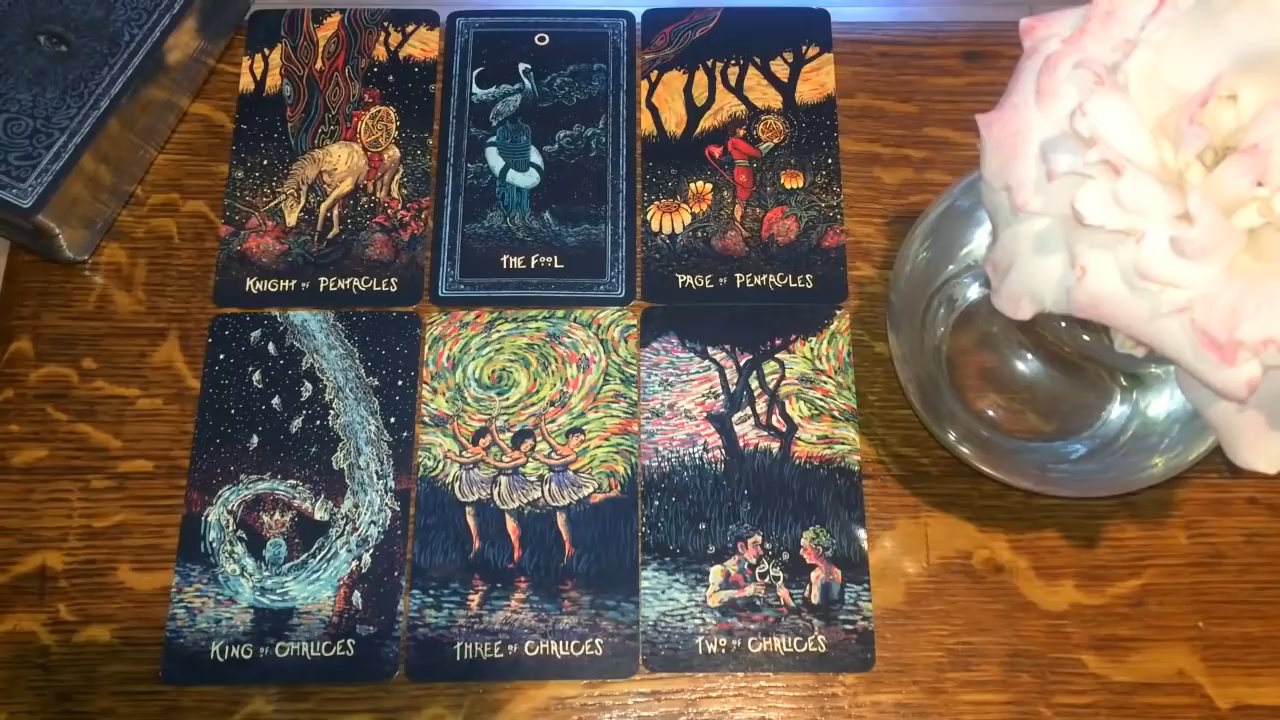 KNIGHT OF PENTACLES
THE FOOL
PAGE OF PENTACLES
KING OF CHALICES
THREE OF CHALICES
TWO OF CHALICES